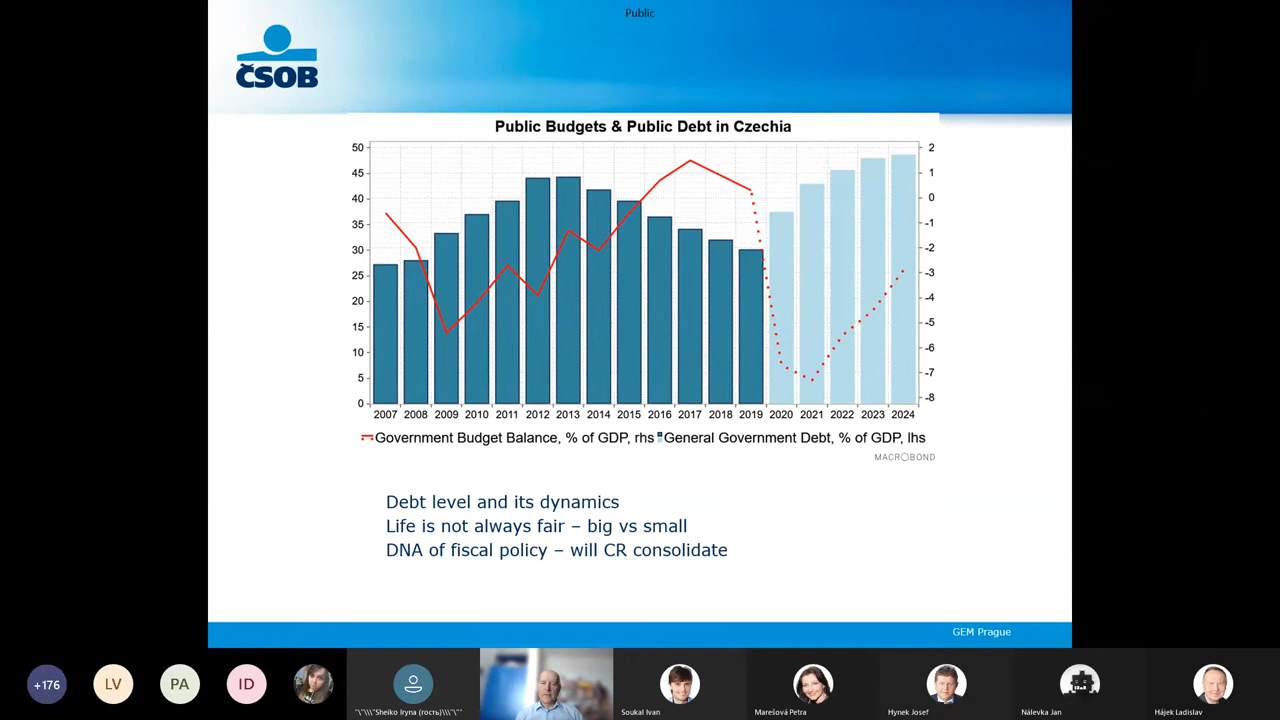 Public
ČSOB
Public Budgets & Public Debt in Czechia
50
45
40
35
30
25
20
15
10
5
0
2
1
0
-1
-2
-3
-4
-5
-6
-7
-8
2007 2008 2009 2010 2011 2012 2013 2014 2015 2016 2017 2018 2019 2020 2021 2022 2023 2024
Government Budget Balance, % of GDP, rhs General Government Debt, % of GDP, lhs
MACROBOND
Debt level and its dynamics
Life is not always fair – big vs small
DNA of fiscal policy – will CR consolidate
GEM Prague
+176
LV
PA
ID
"\"\\\"Sheiko Iryna (гость)\\\"\""
Soukal Ivan
Marešová Petra
Hynek Josef
Nálevka Jan
Hájek Ladislav